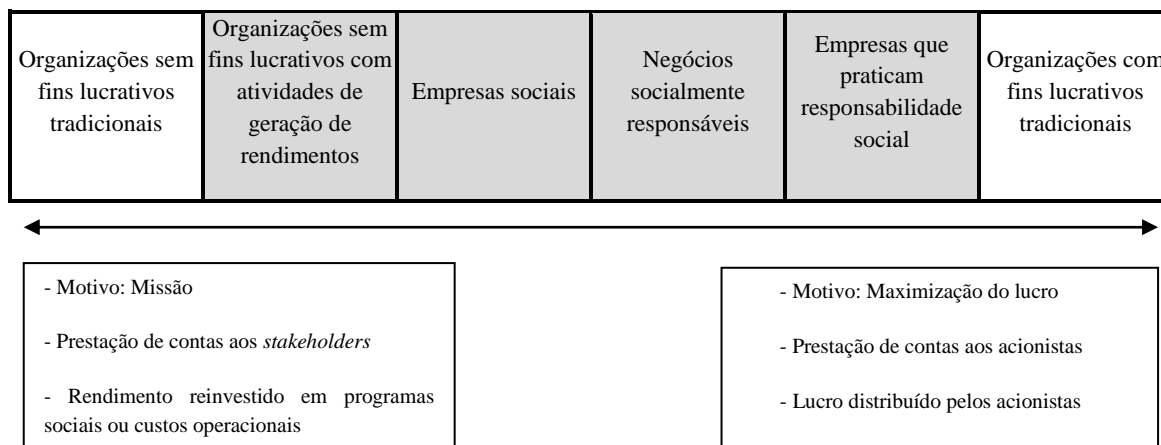 Organizações sem
fins lucrativos
tradicionais
Organizações sem
fins lucrativos com
atividades de
geração de
rendimentos
Empresas sociais
Negócios
socialmente
responsáveis
Empresas que
praticam
responsabilidade
social
Organizações com
fins lucrativos
tradicionais
- Motivo: Missão
- Prestação de contas aos stakeholders
- Rendimento reinvestido em programas
sociais ou custos operacionais
- Motivo: Maximização do lucro
- Prestação de contas aos acionistas
- Lucro distribuído pelos acionistas